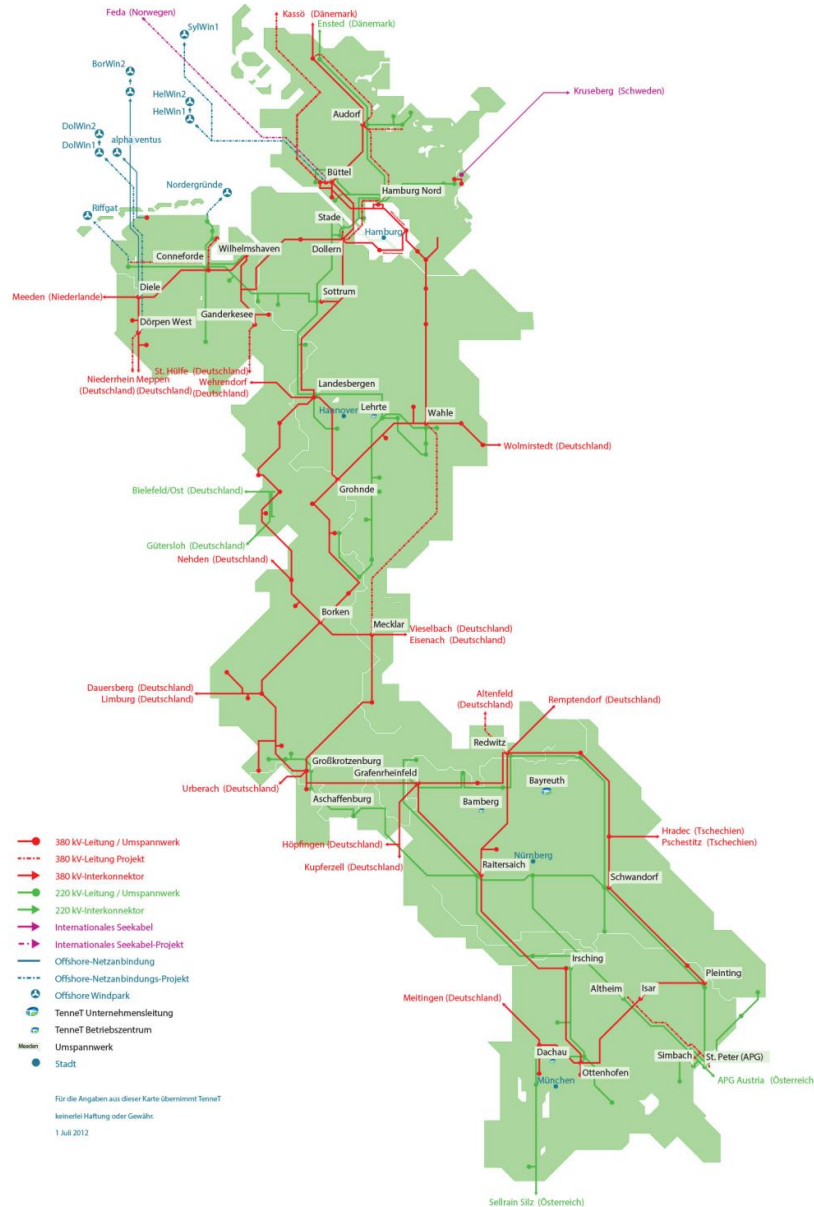 Feda (Norwegen)
Kassö (Dänemark)
Ensted (Dänemark)
SylWin1
BorWin2
HelWin2
HelWin1
Kruseberg (Schweden)
Audorf
DolWin2
alpha ventus
DolWin1
Büttel
Nordergründe
Hamburg Nord
Riffgat
Stade
Hamburg
Wilhelmshaven
Dollern
Conneforde
Diele
Meeden (Niederlande)
Sottrum
Ganderkesee
Dörpen West
St. Hülfe (Deutschland)
Niederrhein Meppen
(Deutschland) (Deutschland)
Wehrendorf
(Deutschland)
Landesbergen
Hannover
Lehrte
Wahle
Wolmirstedt (Deutschland)
Bielefeld/Ost (Deutschland)
Grohnde
Gütersloh (Deutschland)
Nehden (Deutschland)
Borken
Mecklar
Vieselbach (Deutschland)
Eisenach (Deutschland)
Dauersberg (Deutschland)
Limburg (Deutschland)
Altenfeld
(Deutschland)
Remptendorf (Deutschland)
Redwitz
Großkrotzenburg
Grafenrheinfeld
Urberach (Deutschland)
Bayreuth
Aschaffenburg
Bamberg
Höpfingen (Deutschland)
Hradec (Tschechien)
Pschestitz (Tschechien)
Kupferzell (Deutschland)
Nürnberg
Raitersaich
Schwandorf
Irsching
Pleinting
Altheim
Isar
Meitingen (Deutschland)
Dachau
Simbach
St. Peter (APG)
Ottenhofen
München
APG Austria (Österreich
Sellrain Silz (Österreich)
380 kV-Leitung / Umspannwerk
380 kV-Leitung Projekt
380 kV-Interkonnektor
220 kV-Leitung / Umspannwerk
220 kV-Interkonnektor
Internationales Seekabel
Internationales Seekabel-Projekt
Offshore-Netzanbindung
Offshore-Netzanbindungs-Projekt
Offshore Windpark
TenneT Unternehmensleitung
TenneT Betriebszentrum
Meeden Umspannwerk
Stadt
Für die Angaben aus dieser Karte übernimmt TenneT
keinerlei Haftung oder Gewähr.
1 Juli 2012